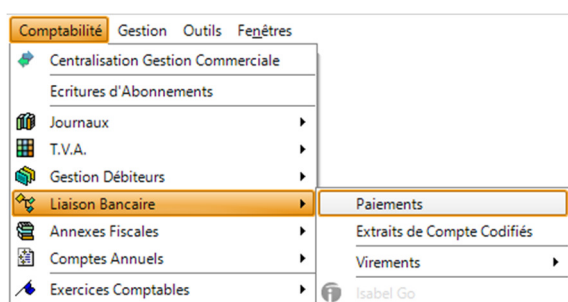 Comptabilité Gestion Outils Fenêtres
Centralisation Gestion Commerciale
Ecritures d'Abonnements
Journaux
T.V.A.
Gestion Débiteurs
Liaison Bancaire
Paiements
Annexes Fiscales
Extraits de Compte Codifiés
Comptes Annuels
Virements
Exercices Comptables
Isabel Go